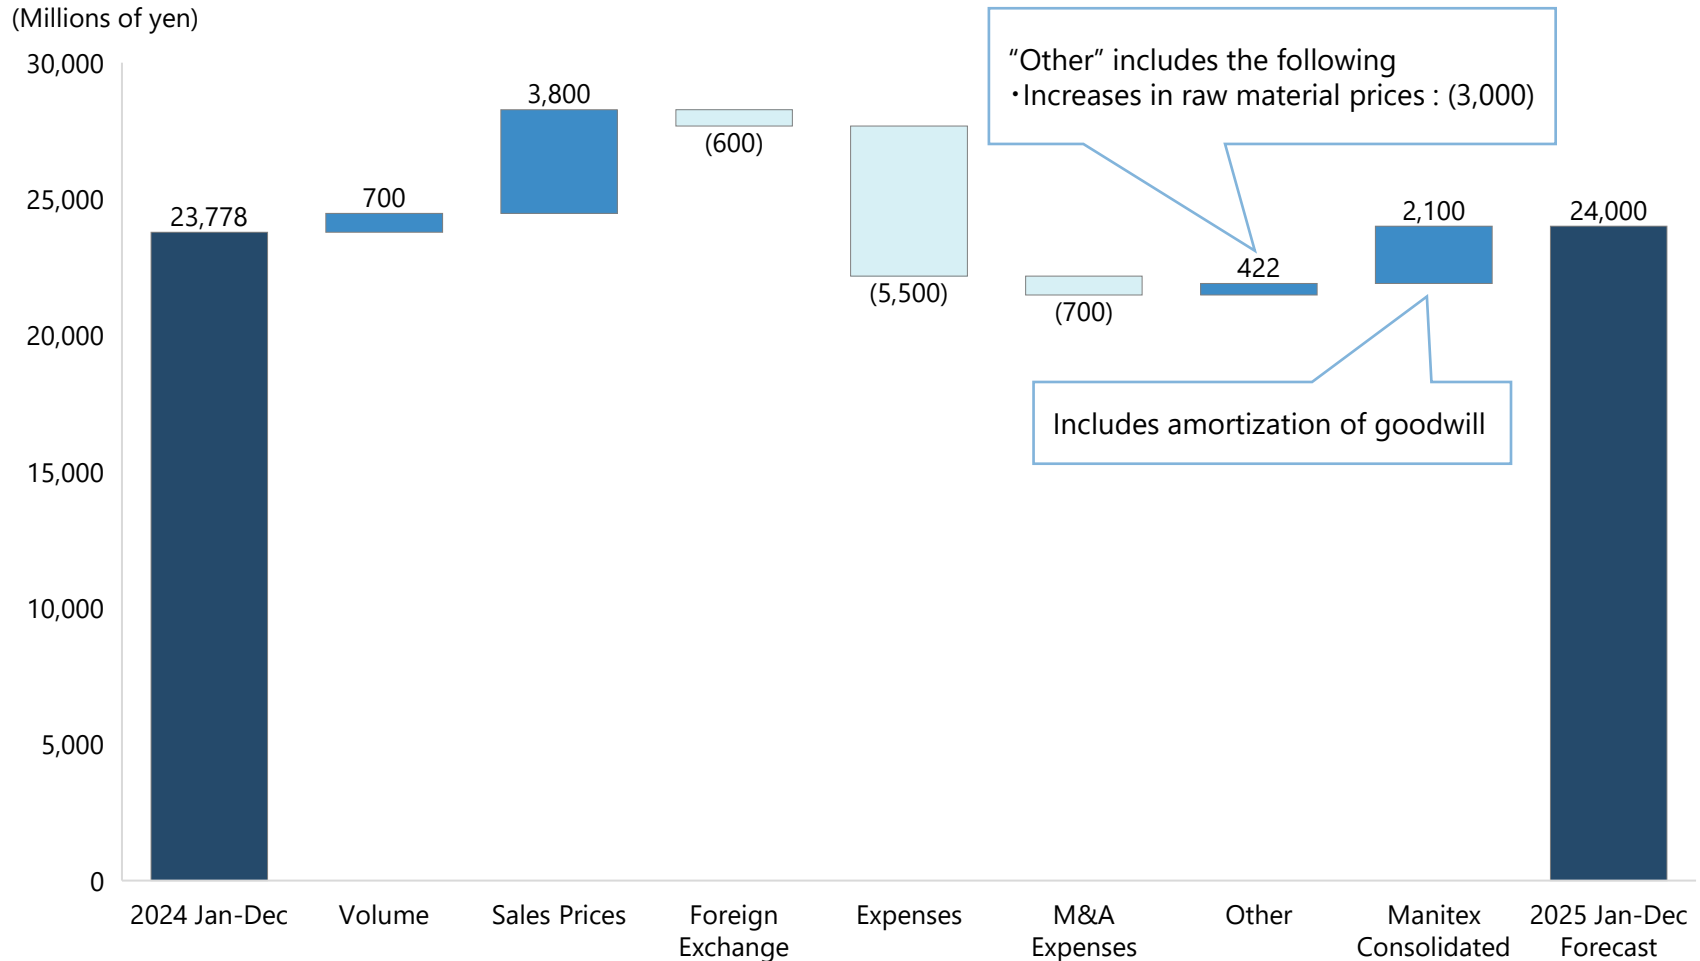 (Millions of yen)
“Other” includes the following
・Increases in raw material prices : (3,000)
30,000
25,000
20,000
15,000
10,000
5,000
0
23,778
700
3,800
(600)
(5,500)
(700)
422
2,100
24,000
Includes amortization of goodwill
2024 Jan-Dec
Volume
Sales Prices
Foreign
Exchange
Expenses
M&A
Expenses
Other
Manitex
Consolidated
2025 Jan-Dec
Forecast